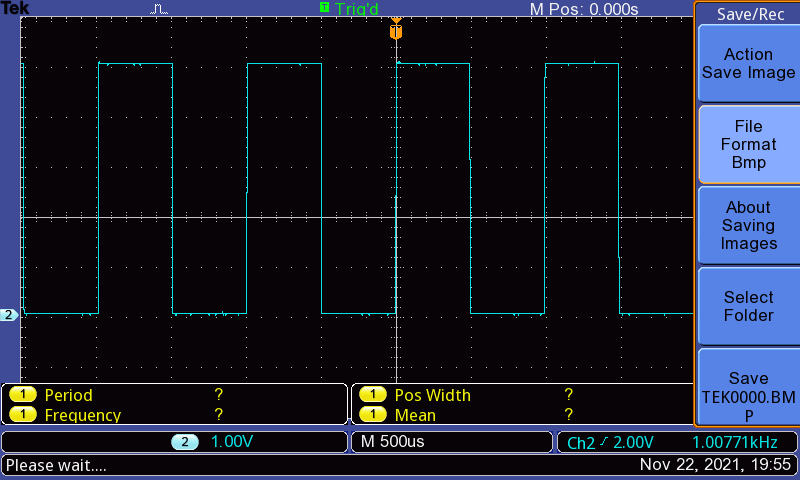 Tek
T Trig'd
M Pos: 0.000s
T
2
Save/Rec
Action
Save Image
File
Format
Bmp
About
Saving
Images
Select
Folder
Save
TEK0000.BM
P
1 Period ?
1 Frequency ?
1 Pos Width ?
1 Mean ?
2 1.00V
M 500us
Ch2 2.00V 1.00771kHz
Please wait....
Nov 22, 2021, 19:55